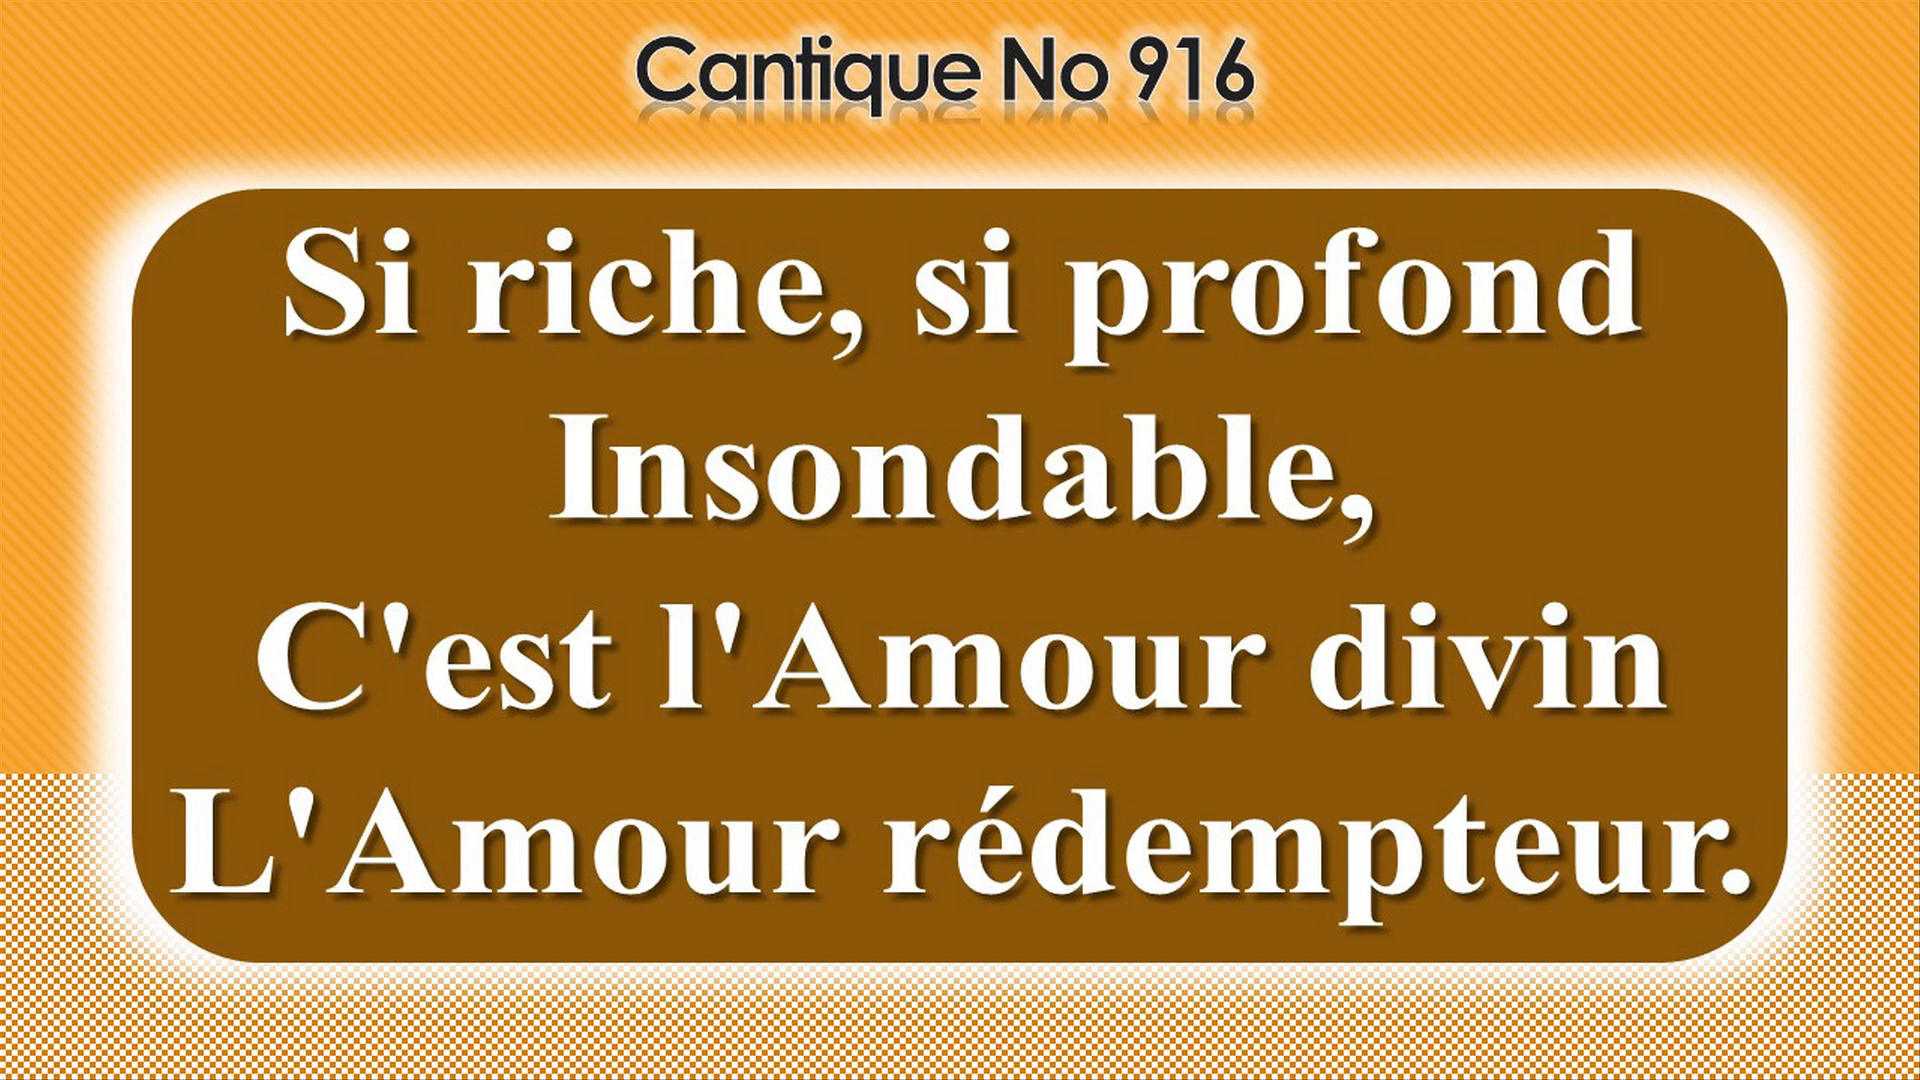 Cantique No 916
Si riche, si profond
Insondable,
C'est l'Amour divin
L'Amour rédempteur.